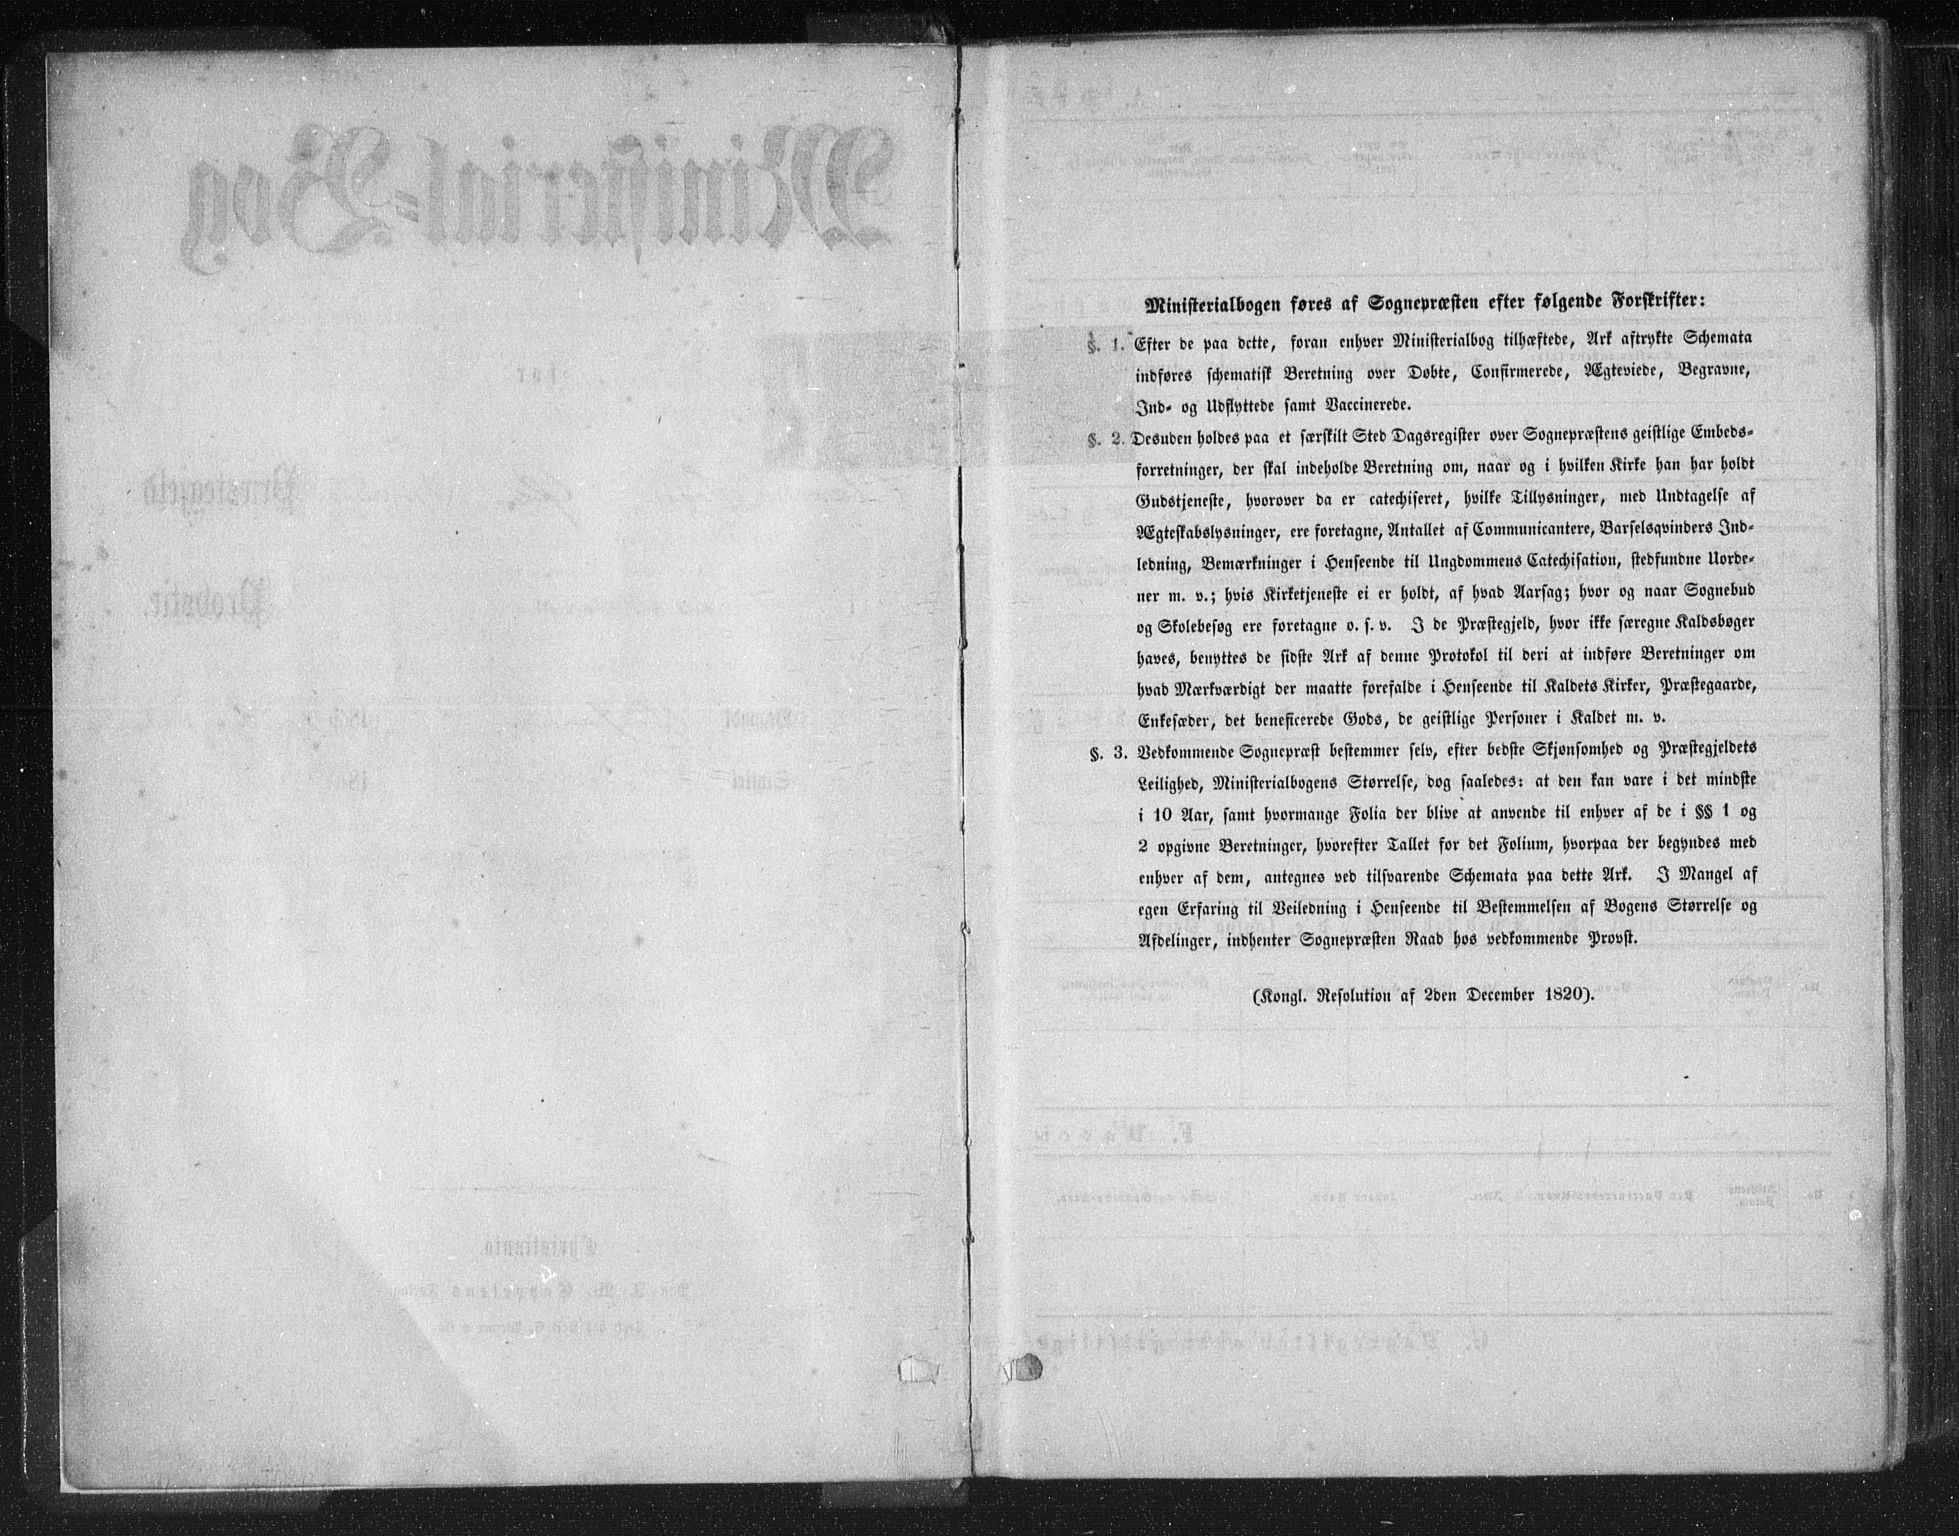 Ministerialbogen føres af Sognepræsten efter følgende Forskrifter:
§. 1. Efter de paa dette, foran enhver Ministerialbog tilhæftede, Ark aftrykte Schemata
indføres schematisk Beretning over Døbte, Confirmerede, Ægteviede, Begravne,
Ind- og Udflyttede samt Vaccinerede.
§. 2. Desuden holdes paa et særskilt Sted Dagsregister over Sognepræstens geistlige Embeds-
forretninger, der skal indeholde Beretning om, naar og i hvilken Kirke han har holdt
Gudstjeneste, hvorover da er catechiseret, hvilke Tillysninger, med Undtagelse af
Ægteskabslysninger, ere foretagne, Antallet af Communicantere, Barselqvinders Ind-
ledning, Bemærkninger i Henseende til Ungdommens Catechisation, stedfundne Uorde-
ner m. v.; hvis Kirketjeneste ei er holdt, af hvad Aarsag; hvor og naar Sognebud
og Skolebesøg ere foretagne o. s. v. I de Præstegjeld, hvor ikke særegne Kaldsbøger
haves, benyttes de sidste Ark af denne Protokol til deri at indføre Beretninger om
hvad Mærkværdigt der maatte forefalde i Henseende til Kaldets Kirker, Præstegaarde,
Enkesæder, det beneficerede Gods, de geistlige Personer i Kaldet m. v.
§. 3. Vedkommende Sognepræst bestemmer selv, efter bedste Skjønsomhed og Præstegjeldets
Leilighed, Ministerialbogens Størrelse, dog saaledes: at den kan vare i det mindste
i 10 Aar, samt hvormange Folia der blive at anvende til enhver af de i §§ 1 og
2 opgivne Beretninger, hvorefter Tallet for det Folium, hvorpaa der begyndes med
enhver af dem, antegnes ved tilsvarende Schemata paa dette Ark. I Mangel af
egen Erfaring til Veiledning i Henseende til Bestemmelsen af Bogens Størrelse og
Afdelinger, indhenter Sognepræsten Raad hos vedkommende Provst.
(Kongl. Resolution af 2den December 1820).